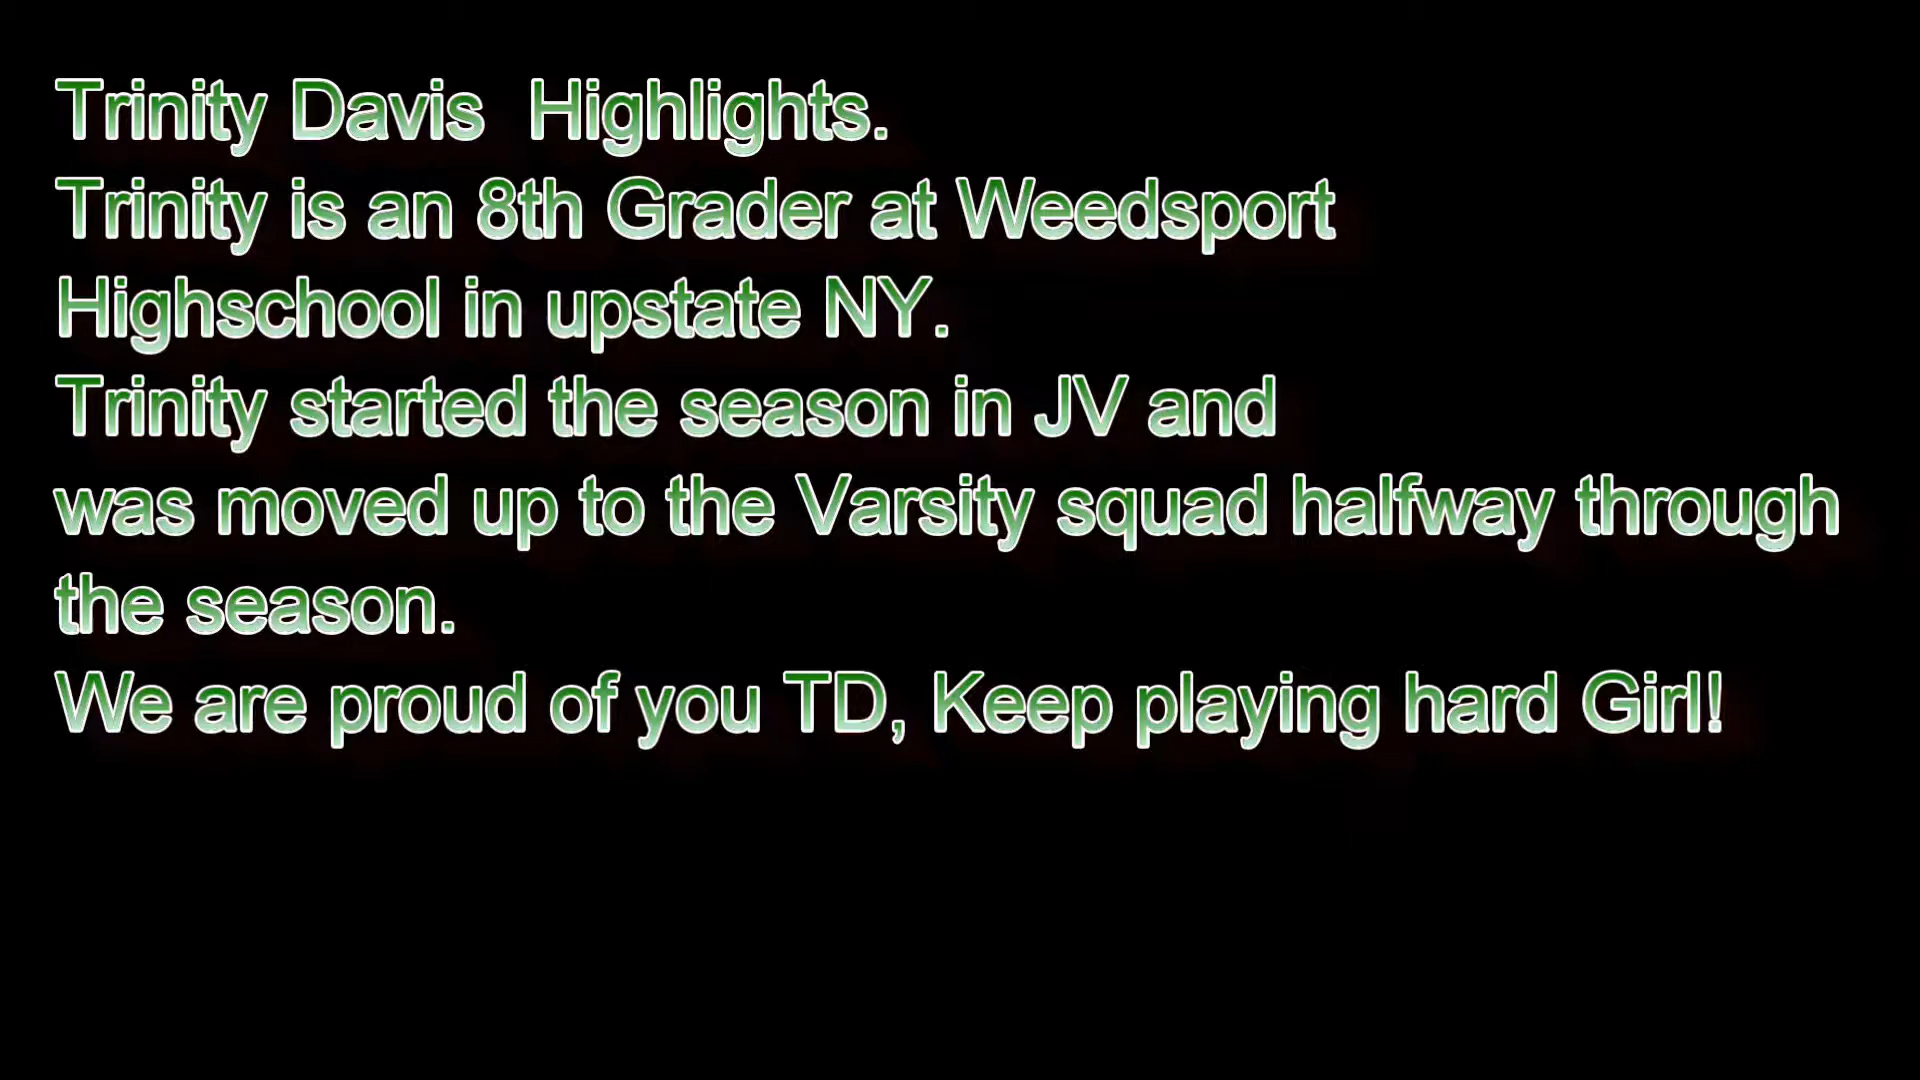 Trinity Davis  Highlights.
Trinity is an 8th Grader at Weedsport
Highschool in upstate NY.
Trinity started the season in JV and
was moved up to the Varsity squad halfway through
the season.
We are proud of you TD, Keep playing hard Girl!